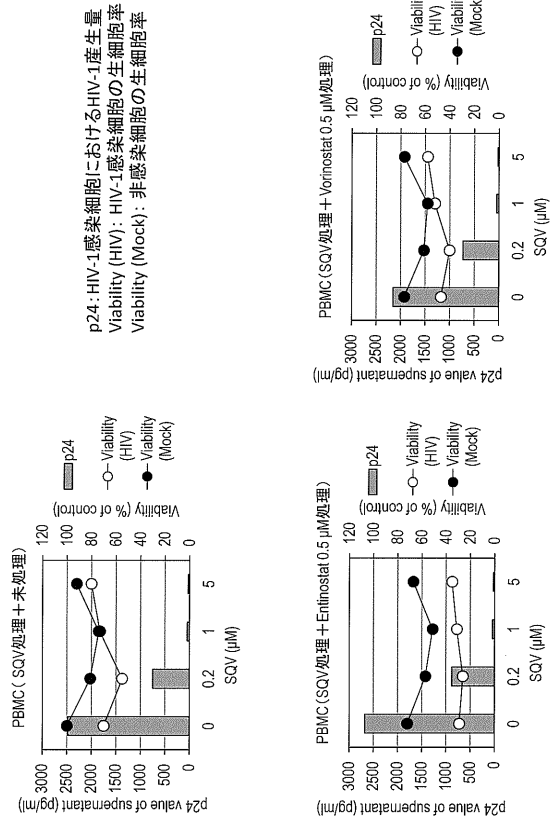 PBMC（SQV処理＋未処理）
p24 value of supernatant (pg/ml)
3000
2500
2000
1500
1000
500
0
0 0.2 1 5
SQV (μM)
120
100
80
60
40
20
0
Viability (% of control)
p24
Viability
(HIV)
Viability
(Mock)
p24：HIV-1感染細胞におけるHIV-1産生量
Viability (HIV)：HIV-1感染細胞の生細胞率
Viability (Mock)：非感染細胞の生細胞率
PBMC（SQV処理＋Entinostat 0.5 μM処理）
p24 value of supernatant (pg/ml)
3000
2500
2000
1500
1000
500
0
0 0.2 1 5
SQV (μM)
120
100
80
60
40
20
0
Viability (% of control)
p24
Viability
(HIV)
Viability
(Mock)
PBMC（SQV処理＋Vorinostat 0.5 μM処理）
p24 value of supernatant (pg/ml)
3000
2500
2000
1500
1000
500
0
0 0.2 1 5
SQV (μM)
120
100
80
60
40
20
0
Viability (% of control)
p24
Viabili
(HIV)
Viabili
(Mock